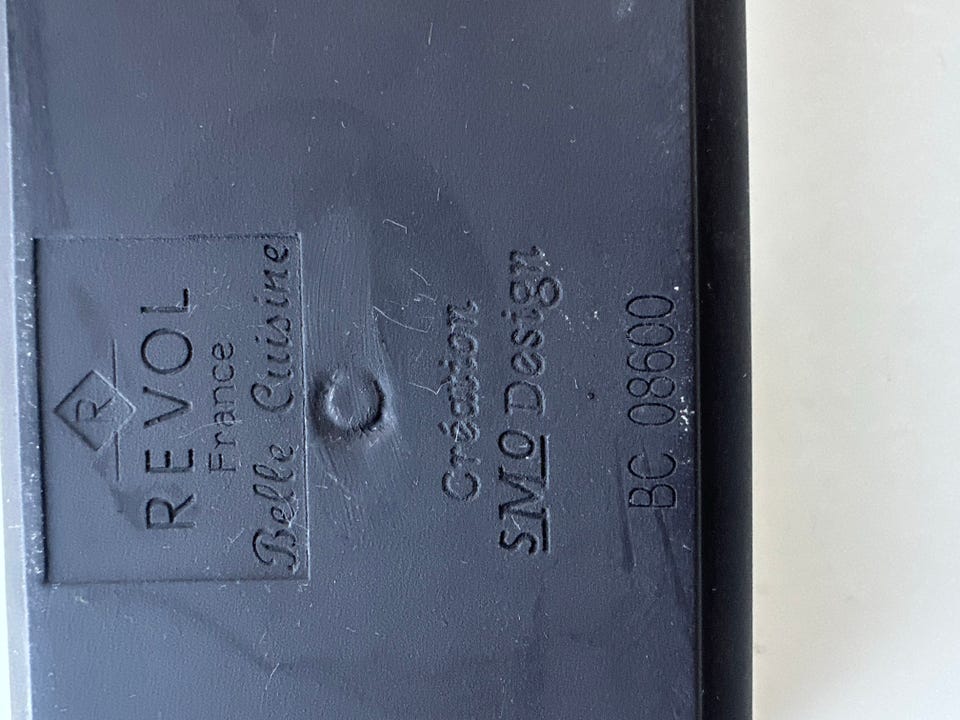 R
REVOL
France
Belle Cuisine
C
Création
SMO Design
BC 08600